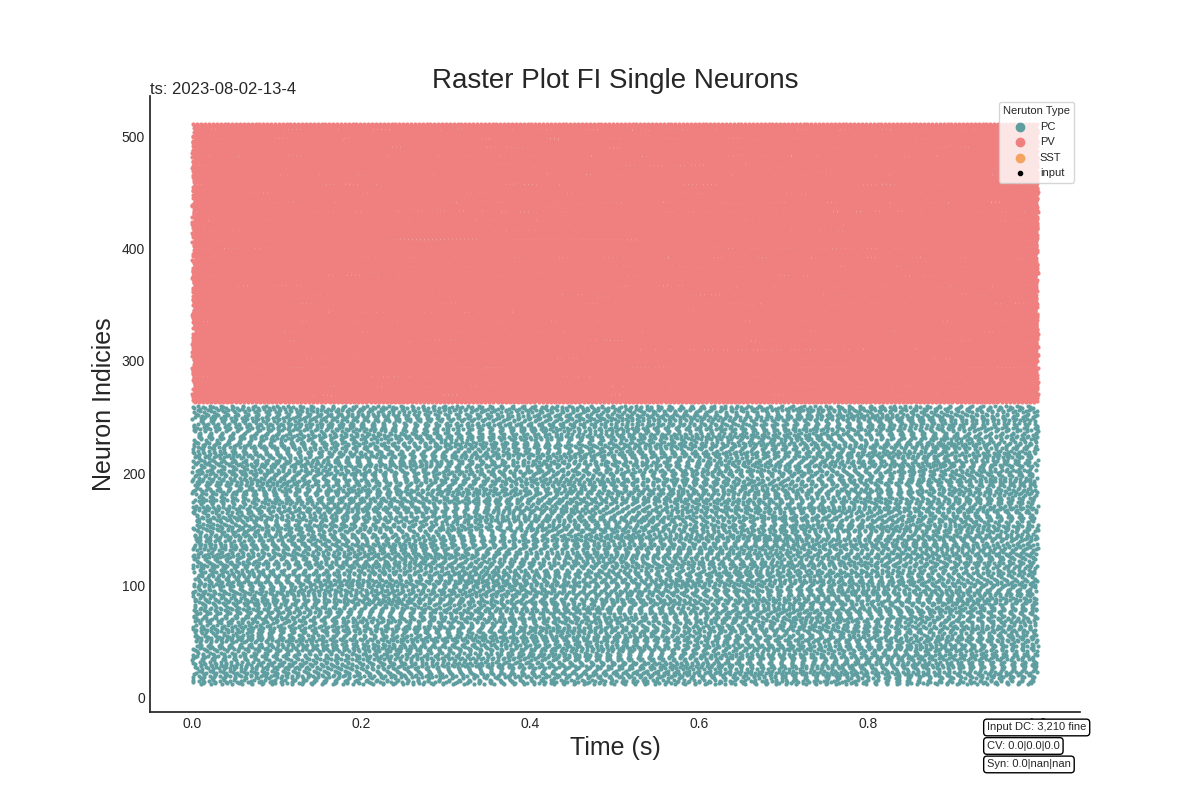 Raster Plot FI Single Neurons
ts: 2023-08-02-13-4
Neruton Type
PC
PV
SST
input
500
400
300
200
100
0
Neuron Indicies
0.0 0.2 0.4 0.6 0.8
Time (s)
Input DC: 3,210 fine
CV: 0.0|0.0|0.0
Syn: 0.0|nan|nan